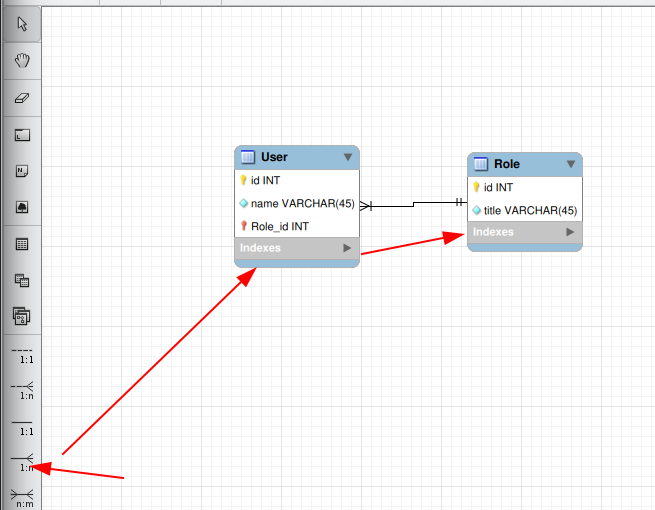 User
id INT
name VARCHAR(45)
Role_id INT
Indexes
Role
id INT
title VARCHAR(45)
Indexes
1:1
1:n
1:1
1:n
n:m